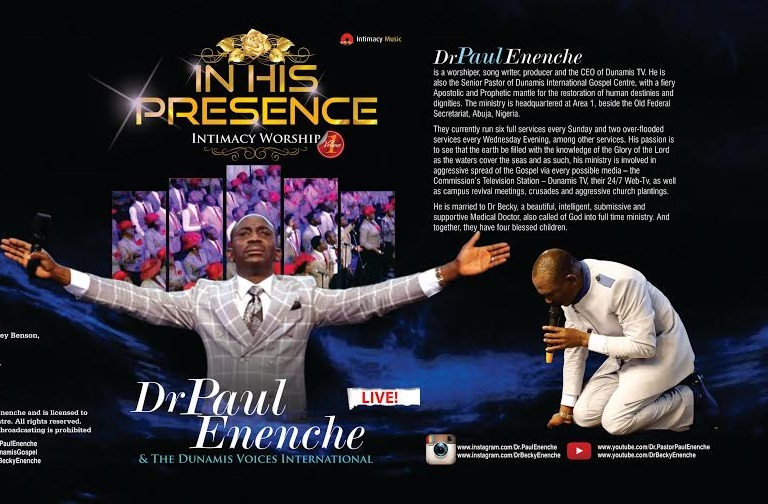 Intimacy Music
IN HIS
PRESENCE
INTIMACY WORSHIP
Volume 1
LIVE!
Dr Paul
Enenche
& THE DUNAMIS VOICES INTERNATIONAL
ey Benson,
nenche and is licensed to
tre. All rights reserved.
broadcasting is prohibited
PaulEnenche
namisGospel
BeckyEnenche
Dr Paul Enenche
is a worshiper, song writer, producer and the CEO of Dunamis TV. He is
also the Senior Pastor of Dunamis International Gospel Centre, with a fiery
Apostolic and Prophetic mantle for the restoration of human destinies and
dignities. The ministry is headquartered at Area 1, beside the Old Federal
Secretariat, Abuja, Nigeria.
They currently run six full services every Sunday and two over-flooded
services every Wednesday Evening, among other services. His passion is
to see that the earth be filled with the knowledge of the Glory of the Lord
as the waters cover the seas and as such, his ministry is involved in
aggressive spread of the Gospel via every possible media – the
Commission's Television Station – Dunamis TV, their 24/7 Web-Tv, as well
as campus revival meetings, crusades and aggressive church plantings.
He is married to Dr Becky, a beautiful, intelligent, submissive and
supportive Medical Doctor, also called of God into full time ministry. And
together, they have four blessed children.
www.instagram.com/Dr.PaulEnenche
www.instagram.com/DrBeckyEnenche
www.youtube.com/Dr.PastorPaulEnenche
www.youtube.com/DrBeckyEnenche